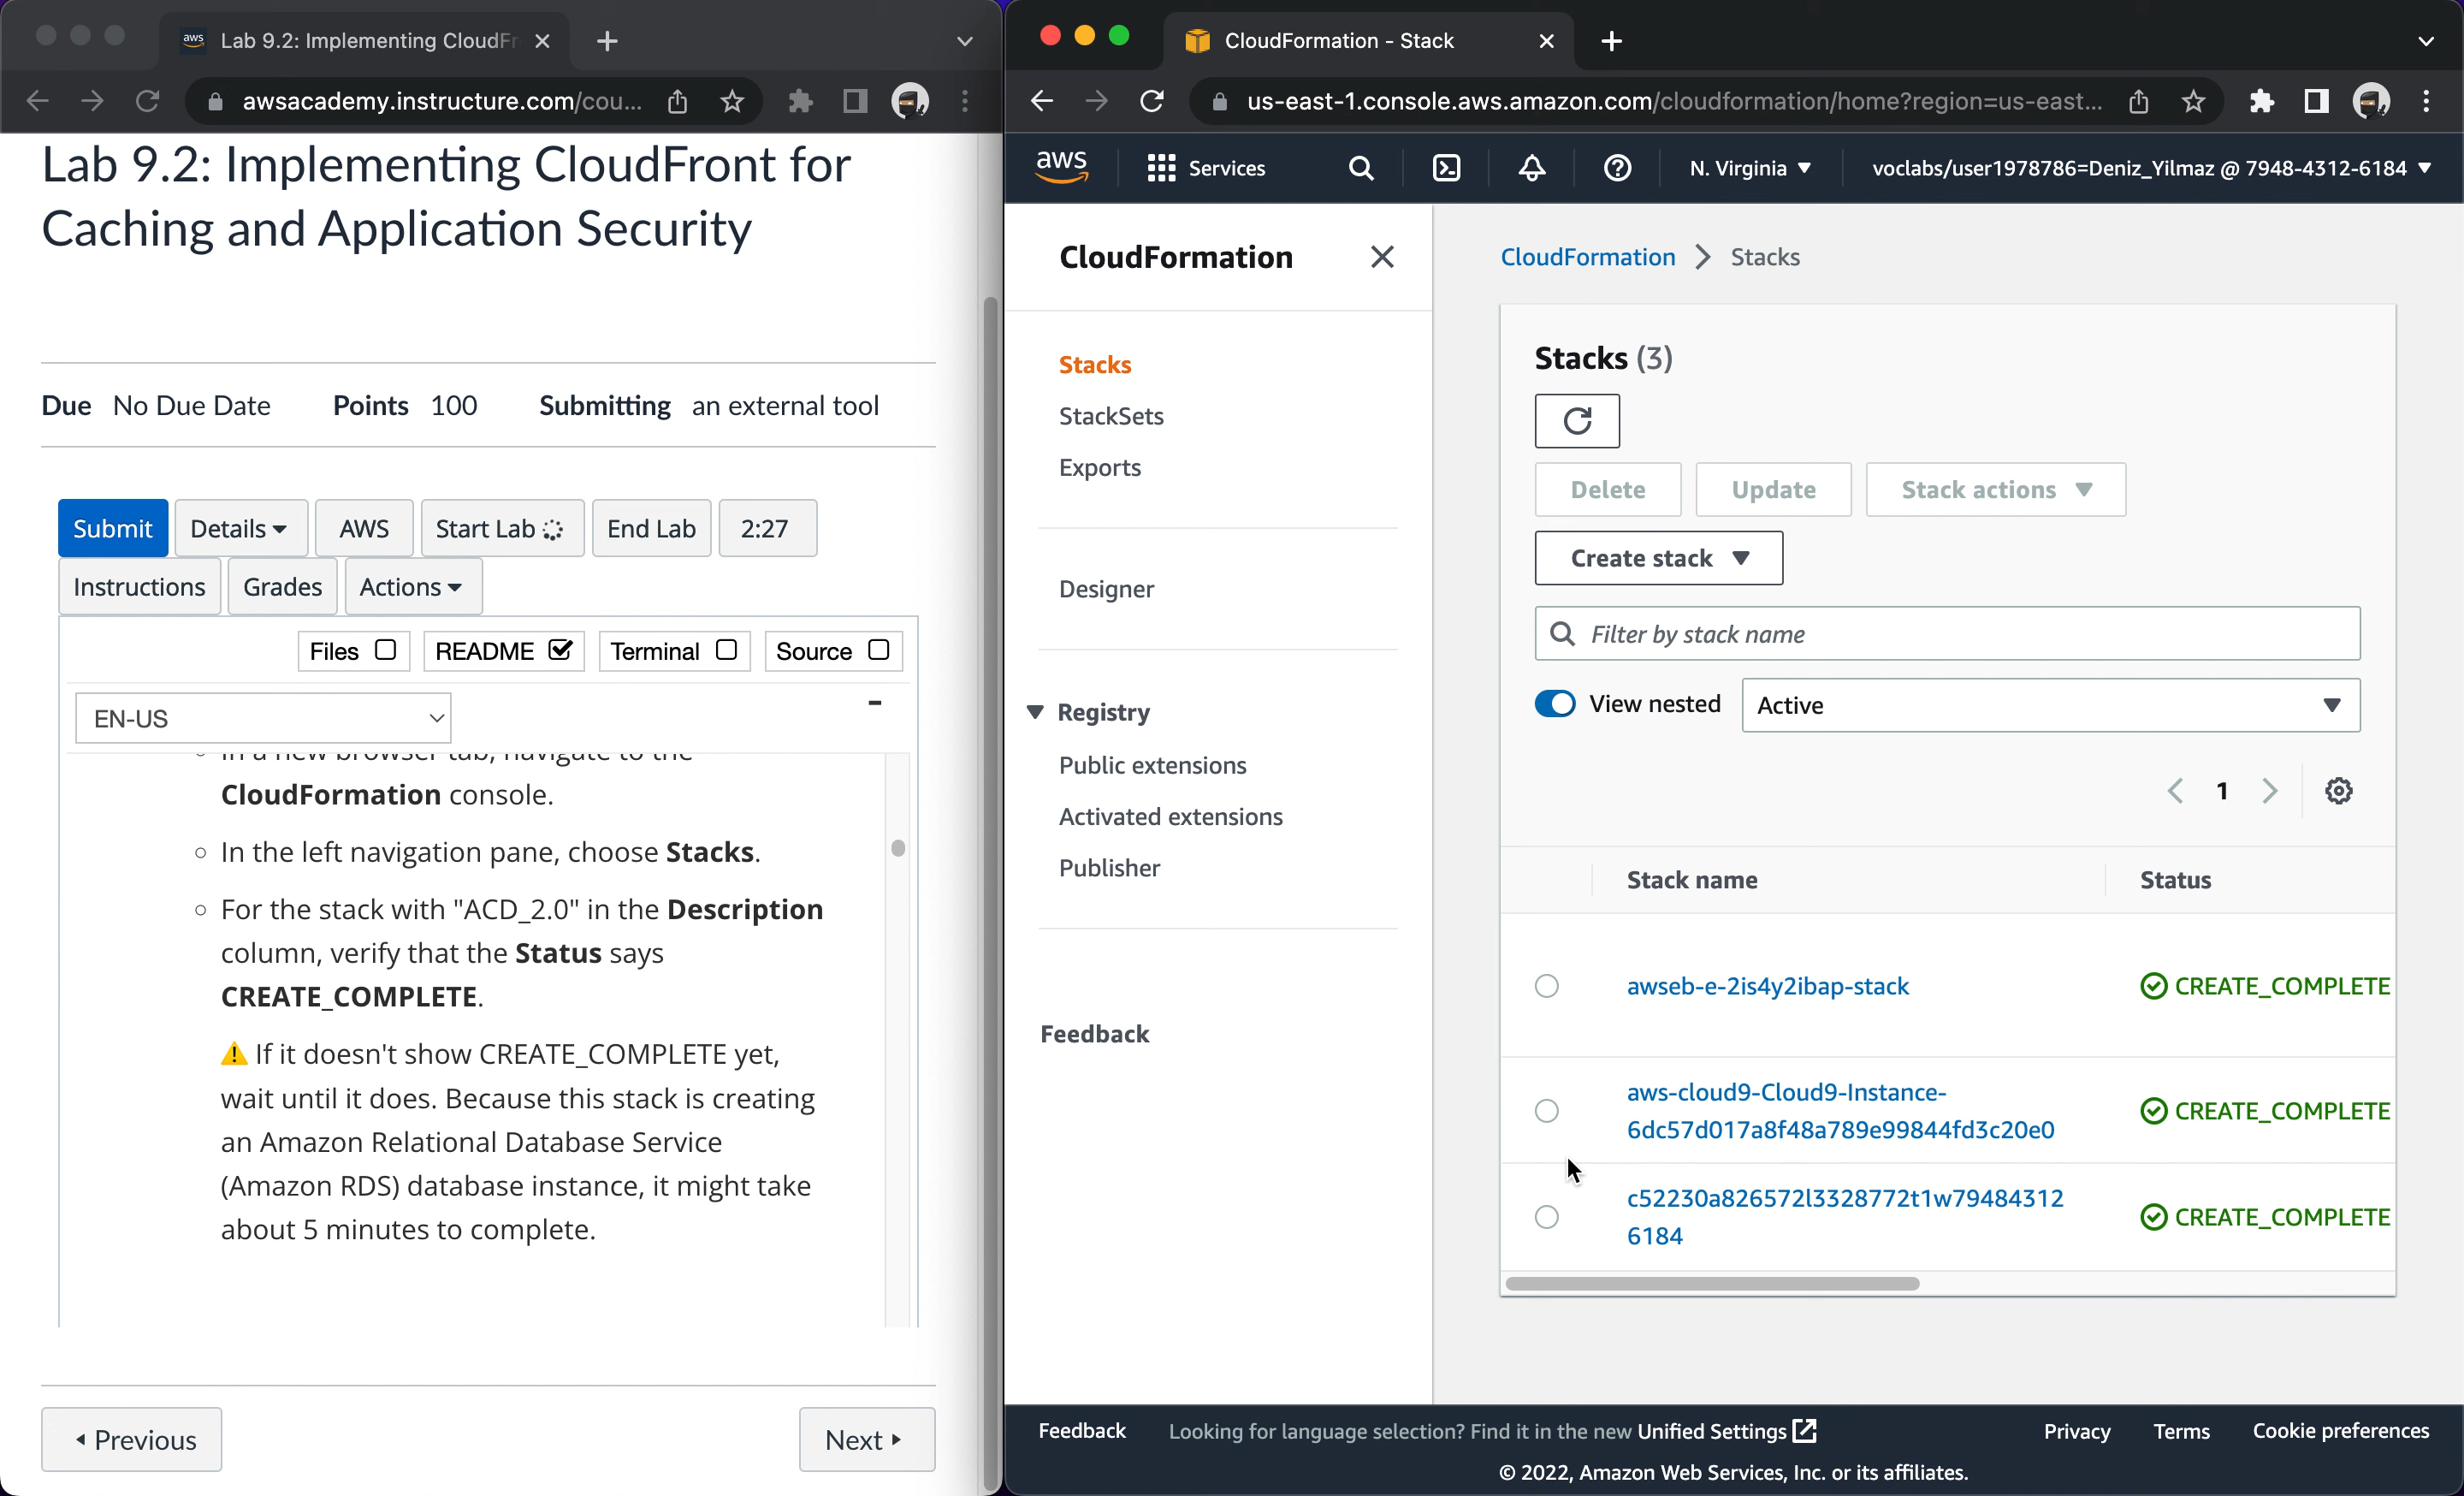 Lab 9.2: Implementing CloudFr
awsacademy.instructure.com/cou...
Lab 9.2: Implementing CloudFront for
Caching and Application Security
Due No Due Date Points 100 Submitting an external tool
Submit Details AWS Start Lab End Lab 2:27
Instructions Grades Actions
Files README Terminal Source
EN-US
In a new browser tab, navigate to the
CloudFormation console.
In the left navigation pane, choose Stacks.
For the stack with "ACD_2.0" in the Description
column, verify that the Status says
CREATE_COMPLETE.
If it doesn't show CREATE_COMPLETE yet,
wait until it does. Because this stack is creating
an Amazon Relational Database Service
(Amazon RDS) database instance, it might take
about 5 minutes to complete.
Previous Next
CloudFormation - Stack
us-east-1.console.aws.amazon.com/cloudformation/home?region=us-east...
aws Services N. Virginia voclabs/user1978786=Deniz_Yilmaz @ 7948-4312-6184
CloudFormation
Stacks
StackSets
Exports
Designer
Registry
Public extensions
Activated extensions
Publisher
Feedback
CloudFormation > Stacks
Stacks (3)
Delete Update Stack actions
Create stack
Filter by stack name
View nested Active
1
Stack name Status
awseb-e-2is4y2ibap-stack CREATE_COMPLETE
aws-cloud9-Cloud9-Instance-
6dc57d017a8f48a789e99844fd3c20e0 CREATE_COMPLETE
c52230a826572l3328772t1w79484312
6184 CREATE_COMPLETE
Feedback Looking for language selection? Find it in the new Unified Settings Privacy Terms Cookie preferences
© 2022, Amazon Web Services, Inc. or its affiliates.